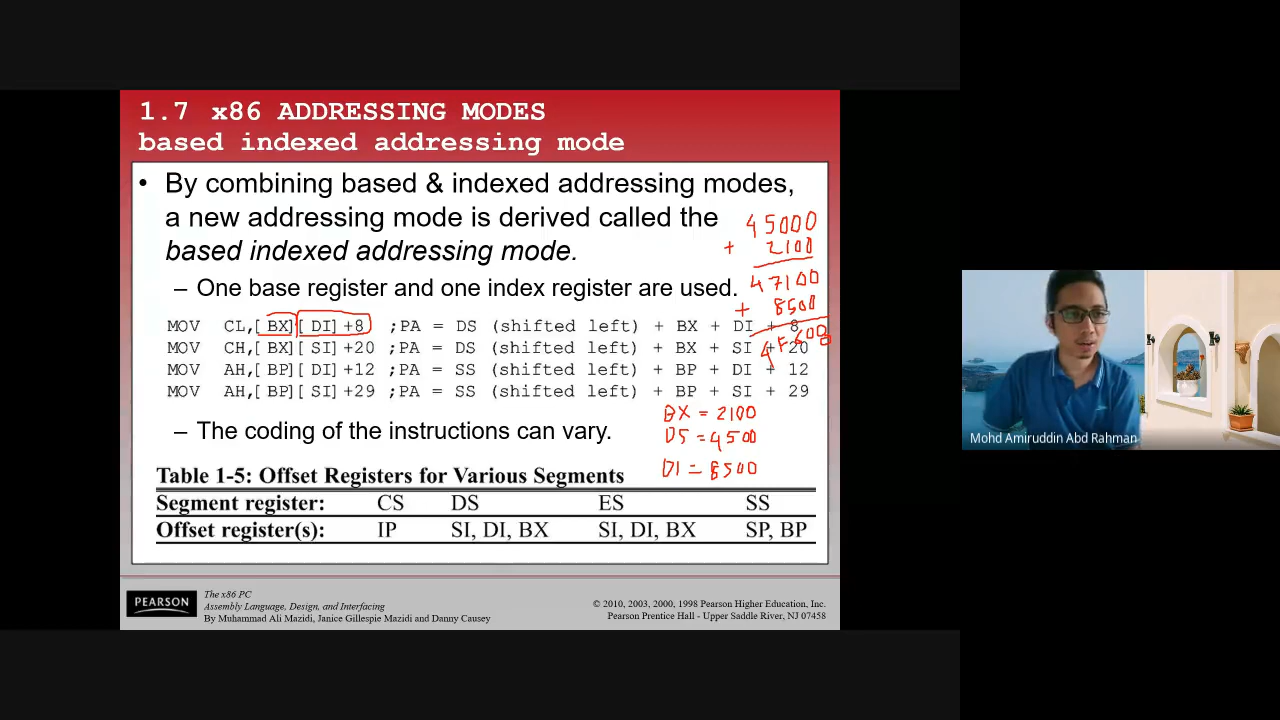 1.7 x86 ADDRESSING MODES
based indexed addressing mode
• By combining based & indexed addressing modes,
a new addressing mode is derived called the
based indexed addressing mode.
– One base register and one index register are used.
45000
+ 2100
47100
+ 8500
MOV CL,[BX][DI]+8 ;PA = DS (shifted left) + BX + DI + 8
MOV CH,[BX][SI]+20 ;PA = DS (shifted left) + BX + SI + 20
MOV AH,[BP][DI]+12 ;PA = SS (shifted left) + BP + DI + 12
MOV AH,[BP][SI]+29 ;PA = SS (shifted left) + BP + SI + 29
– The coding of the instructions can vary.
BX = 2100
DS = 4500
DI = 8500
Table 1-5: Offset Registers for Various Segments
Segment register: CS DS ES SS
Offset register(s): IP SI, DI, BX SI, DI, BX SP, BP
PEARSON
The x86 PC
Assembly Language, Design, and Interfacing
By Muhammad Ali Mazidi, Janice Gillespie Mazidi and Danny Causey
© 2010, 2003, 2000, 1998 Pearson Higher Education, Inc.
Pearson Prentice Hall - Upper Saddle River, NJ 07458
Mohd Amiruddin Abd Rahman